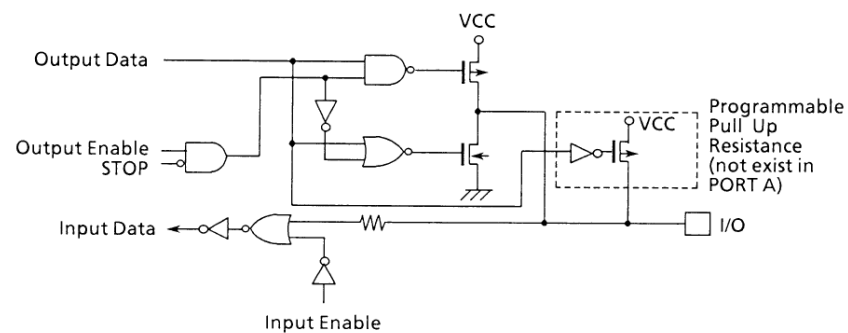 VCC
Output Data
VCC
Programmable
Pull Up
Resistance
(not exist in
PORT A)
Output Enable
STOP
Input Data
I/O
Input Enable